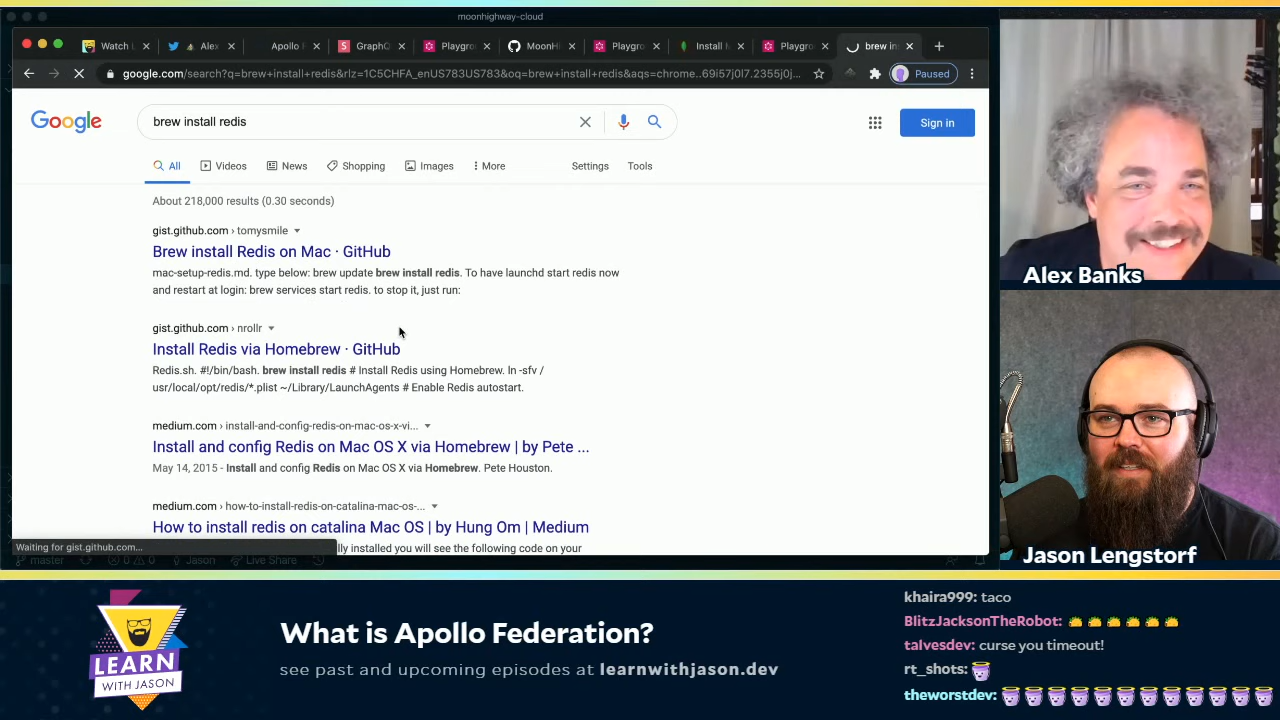 moonhighway-cloud
Watch L
Alex
Apollo F
GraphQ
Playgro
MoonHi
Playgro
Install M
Playgro
brew in
google.com/search?q=brew+install+redis&rlz=1C5CHFA_enUS783US783&oq=brew+install+redis&aqs=chrome..69i57j0l7.2355j0j...
Paused
Google
brew install redis
Sign in
All
Videos
News
Shopping
Images
More
Settings
Tools
About 218,000 results (0.30 seconds)
gist.github.com › tomysmile
Brew install Redis on Mac · GitHub
mac-setup-redis.md. type below: brew update brew install redis. To have launchd start redis now
and restart at login: brew services start redis. to stop it, just run:
gist.github.com › nrollr
Install Redis via Homebrew · GitHub
Redis.sh. #!/bin/bash. brew install redis # Install Redis using Homebrew. ln -sfv /
usr/local/opt/redis/*.plist ~/Library/LaunchAgents # Enable Redis autostart.
medium.com › install-and-config-redis-on-mac-os-x-vi...
Install and config Redis on Mac OS X via Homebrew | by Pete ...
May 14, 2015 - Install and config Redis on Mac OS X via Homebrew. Pete Houston.
medium.com › how-to-install-redis-on-catalina-mac-os-...
How to install redis on catalina Mac OS | by Hung Om | Medium
Waiting for gist.github.com...
lly installed you will see the following code on your
master
0
0
Jason
Live Share
Alex Banks
Jason Lengstorf
LEARN
WITH JASON
What is Apollo Federation?
see past and upcoming episodes at learnwithjason.dev
khaira999: taco
BlitzJacksonTheRobot:
talvesdev: curse you timeout!
rt_shots:
theworstdev: